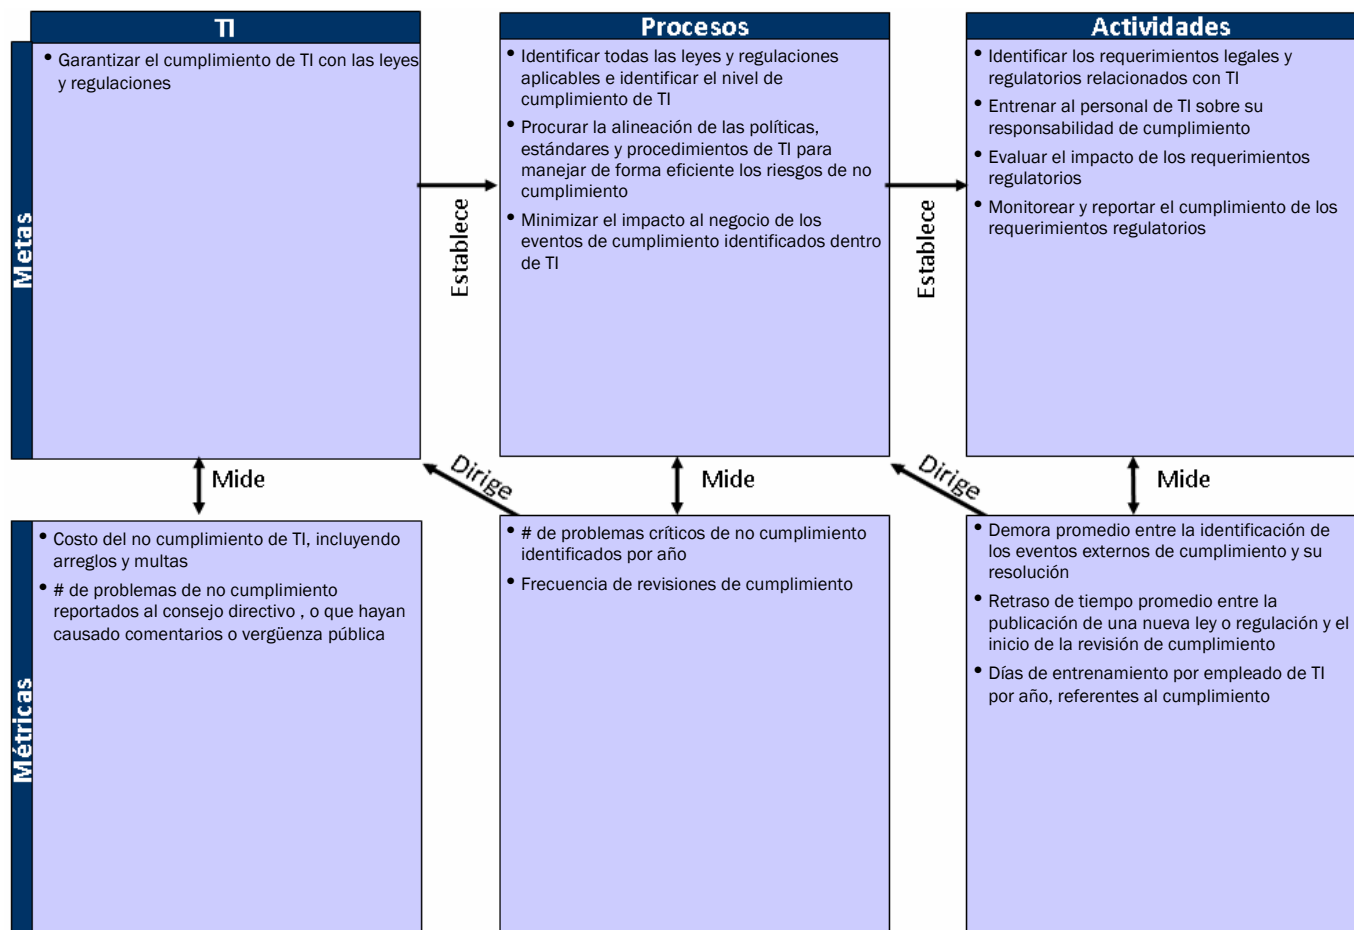 TI
Procesos
Actividades
Metas
• Garantizar el cumplimiento de TI con las leyes
y regulaciones
• Identificar todas las leyes y regulaciones
aplicables e identificar el nivel de
cumplimiento de TI
• Procurar la alineación de las políticas,
estándares y procedimientos de TI para
manejar de forma eficiente los riesgos de no
cumplimiento
• Minimizar el impacto al negocio de los
eventos de cumplimiento identificados dentro
de TI
• Identificar los requerimientos legales y
regulatorios relacionados con TI
• Entrenar al personal de TI sobre su
responsabilidad de cumplimiento
• Evaluar el impacto de los requerimientos
regulatorios
• Monitorear y reportar el cumplimiento de los
requerimientos regulatorios
Establece
Establece
Mide
Dirige
Mide
Dirige
Mide
Métricas
• Costo del no cumplimiento de TI, incluyendo
arreglos y multas
• # de problemas de no cumplimiento
reportados al consejo directivo , o que hayan
causado comentarios o vergüenza pública
• # de problemas críticos de no cumplimiento
identificados por año
• Frecuencia de revisiones de cumplimiento
• Demora promedio entre la identificación de
los eventos externos de cumplimiento y su
resolución
• Retraso de tiempo promedio entre la
publicación de una nueva ley o regulación y el
inicio de la revisión de cumplimiento
• Días de entrenamiento por empleado de TI
por año, referentes al cumplimiento